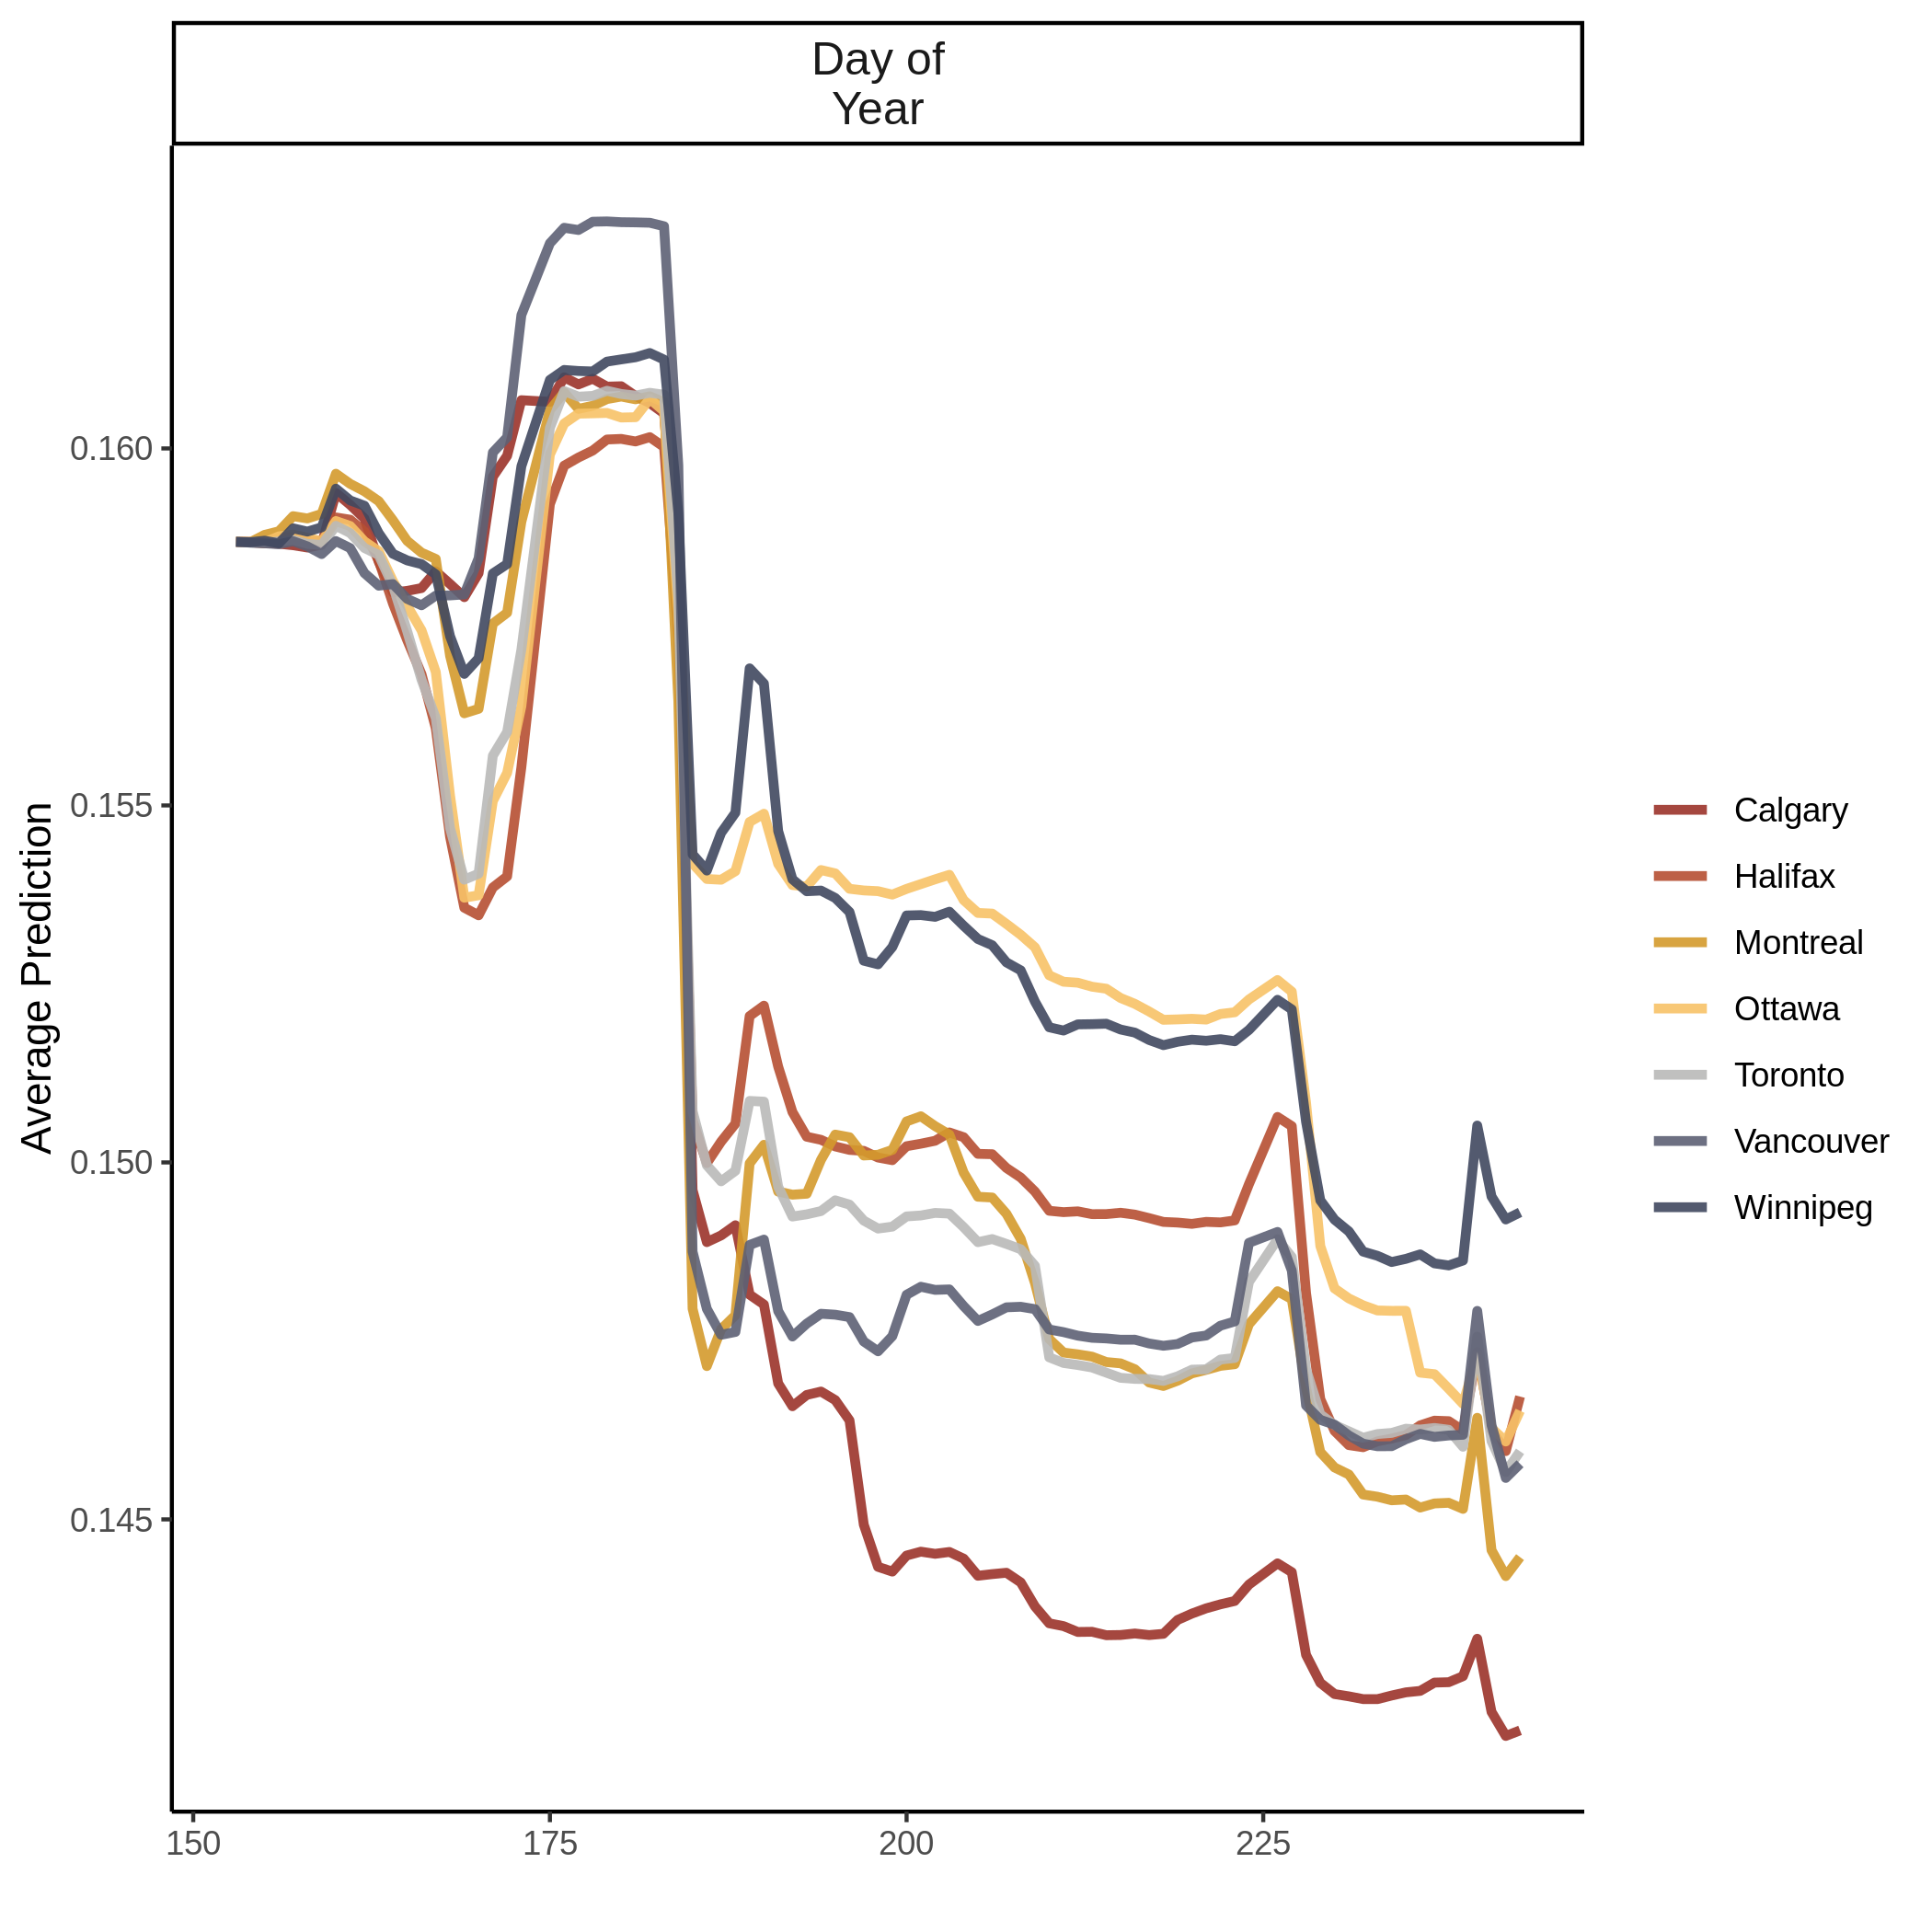 Day of
Year
Average Prediction
0.160
0.155
0.150
0.145
150
175
200
225
Calgary
Halifax
Montreal
Ottawa
Toronto
Vancouver
Winnipeg